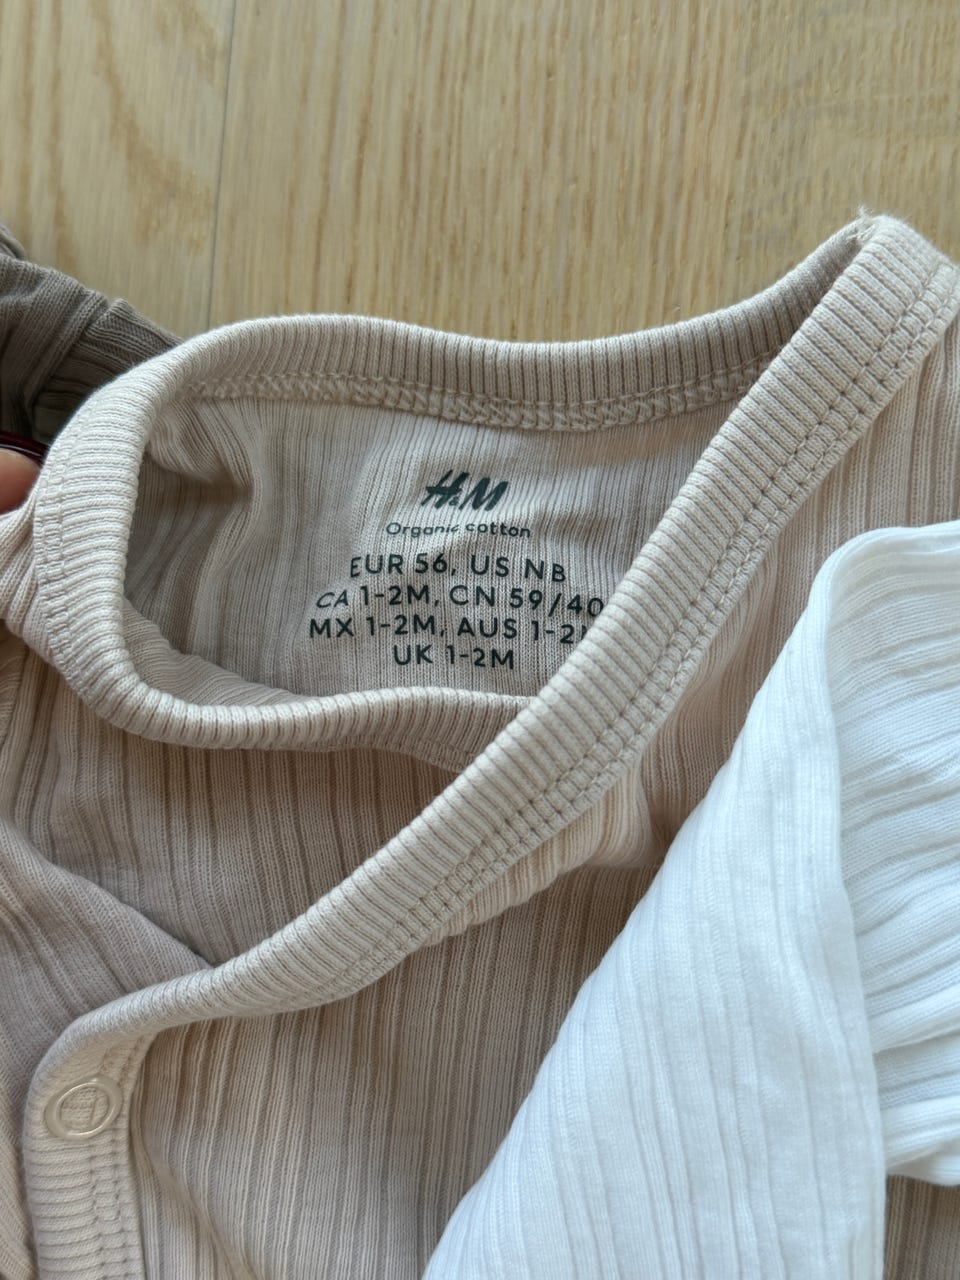 H&M
Organic cotton
EUR 56, US NB
CA 1-2M, CN 59/40
MX 1-2M, AUS 1-2
UK 1-2M